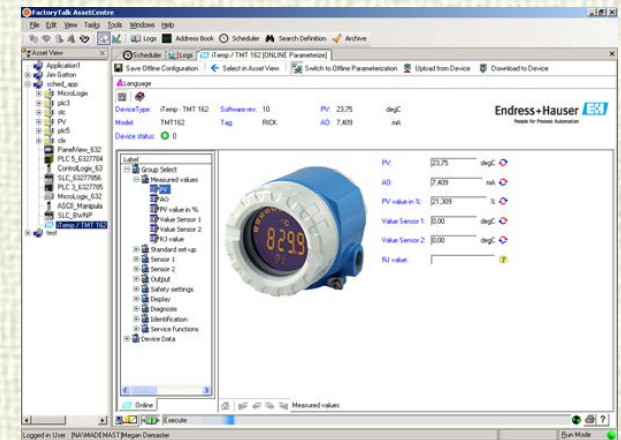 FactoryTalk AssetCentre
File Edit View Tasks Tools Windows Help
Logs Address Book Scheduler Search Definition Archive
Asset View
Scheduler Logs iTemp / TMT 162 [ONLINE Parameterize]
Save Offline Configuration Select in Asset View Switch to Offline Parameterization Upload from Device Download to Device
Language
DeviceType: iTemp - TMT 162 Software rev. 10 PV: 23,75 degC
Model TMT162 Tag: RICK AO: 7,409 mA
Device status: 0
Endress+Hauser EH
People for Process Automation
Application1
Jim Gaiton
sched_app
MicroLogix
plc3
slc
PV
plc5
clx
PanelView_632
PLC 5_6327784
ControlLogix_63
SLC_63277856
PLC 3_6327785
MicroLogix_632
ASCII_Manipula
SLC_BWNP
iTemp / TMT 162
test
Label
Group Select
Measured values
PV
AO
PV value in %
Value Sensor 1
Value Sensor 2
RJ value
Standard set-up
Sensor 1
Sensor 2
Output
Safety settings
Display
Diagnosis
Identification
Service functions
Device Data
°C
829.9
PV
PV: 23,75 degC
AO: 7,409 mA
PV value in %: 21,309 %
Value Sensor 1: 0,00 degC
Value Sensor 2: 0,00 degC
RJ value:
Online
Measured values
Execute
Logged in User: [NA\MADEMAST] Megan Demaster
Run Mode